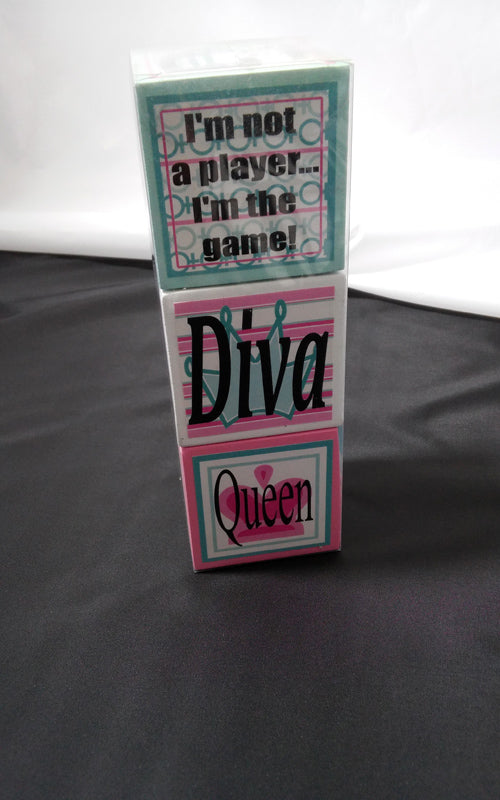 I'm not
a player...
I'm the
game!
Diva
Queen